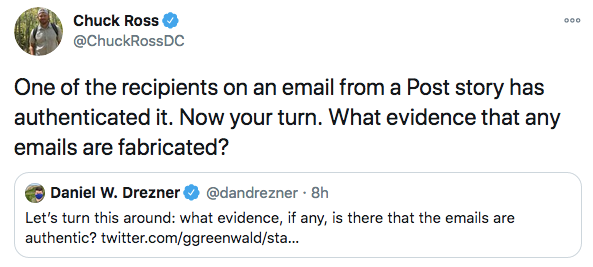 Chuck Ross
@ChuckRossDC
One of the recipients on an email from a Post story has
authenticated it. Now your turn. What evidence that any
emails are fabricated?
Daniel W. Drezner @dandrezner · 8h
Let's turn this around: what evidence, if any, is there that the emails are
authentic? twitter.com/ggreenwald/sta...